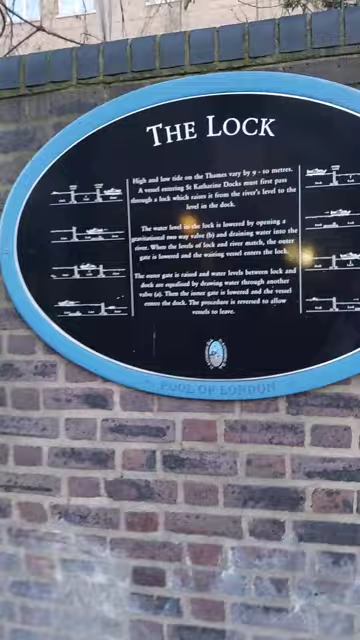 THE LOCK
High and low tide on the Thames vary by 9 - 10 metres.
A vessel entering St Katharine Docks must first pass
through a lock which raises it from the river's level to the
level in the dock.
The water level in the lock is lowered by opening a
gravitational two way valve (b) and draining water into the
river. When the levels of lock and river match, the outer
gate is lowered and the waiting vessel enters the lock.
The outer gate is raised and water levels between lock and
dock are equalised by drawing water through another
valve (a). Then the inner gate is lowered and the vessel
enters the dock. The procedure is reversed to allow
vessels to leave.
POOL OF LONDON